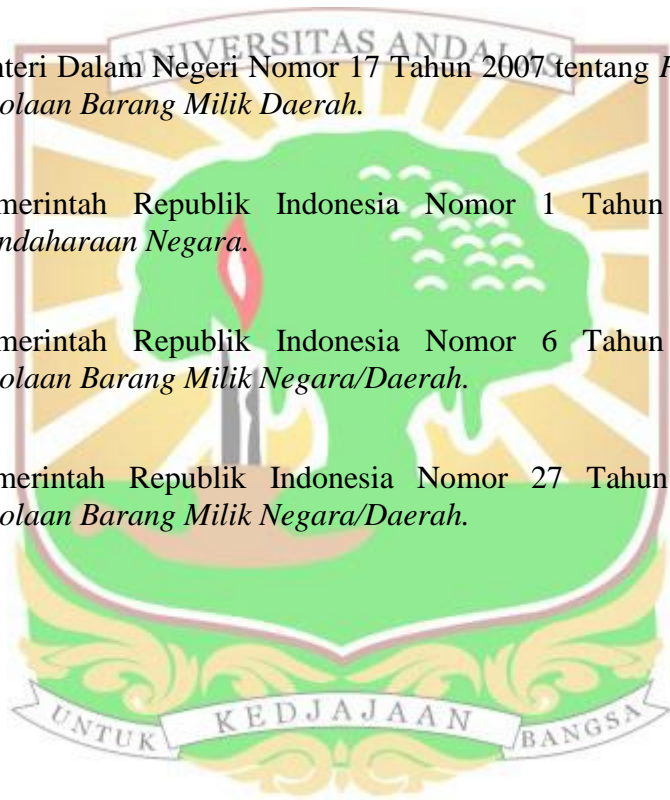 UNIVERSITAS ANDALAS
nteri Dalam Negeri Nomor 17 Tahun 2007 tentang
olaan Barang Milik Daerah.
merintah Republik Indonesia Nomor 1 Tahun
ndaharaan Negara.
merintah Republik Indonesia Nomor 6 Tahun
olaan Barang Milik Negara/Daerah.
merintah Republik Indonesia Nomor 27 Tahun
olaan Barang Milik Negara/Daerah.
UNTUK KEDJAJAAN BANGSA